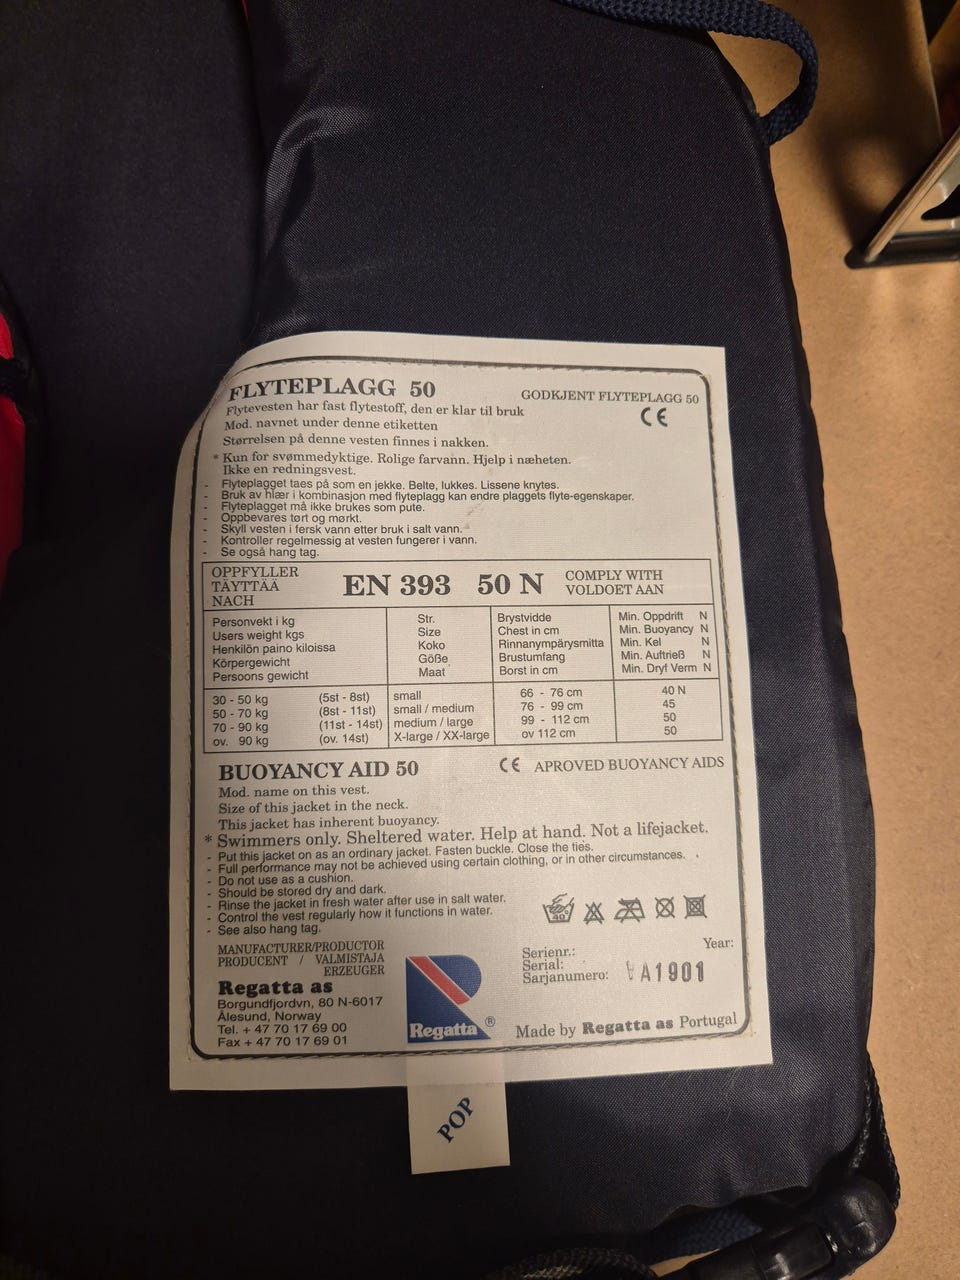 FLYTEPLAGG 50
GODKJENT FLYTEPLAGG 50
CE
Flytevesten har fast flytestoff, den er klar til bruk
Mod. navnet under denne etiketten
Størrelsen på denne vesten finnes i nakken.
* Kun for svømmedyktige. Rolige farvann. Hjelp i næheten.
Ikke en redningsvest.
- Flyteplagget taes på som en jekke. Belte, lukkes. Lissene knytes.
- Bruk av hlær i kombinasjon med flyteplagg kan endre plaggets flyte-egenskaper.
- Flyteplagget må ikke brukes som pute.
- Oppbevares tørt og mørkt.
- Skyll vesten i fersk vann etter bruk i salt vann.
- Kontroller regelmessig at vesten fungerer i vann.
- Se også hang tag.
OPPFYLLER
TÄYTTÄÄ
NACH
EN 393 50 N
COMPLY WITH
VOLDOET AAN
Personvekt i kg Str. Brystvidde Min. Oppdrift N
Users weight kgs Size Chest in cm Min. Buoyancy N
Henkilön paino kiloissa Koko Rinnanympärysmitta Min. Kel N
Körpergewicht Göße Brustumfang Min. Auftrieß N
Persoons gewicht Maat Borst in cm Min. Dryf Verm N
30 - 50 kg (5st - 8st) small 66 - 76 cm 40 N
50 - 70 kg (8st - 11st) small / medium 76 - 99 cm 45
70 - 90 kg (11st - 14st) medium / large 99 - 112 cm 50
ov. 90 kg (ov. 14st) X-large / XX-large ov 112 cm 50
BUOYANCY AID 50
CE APROVED BUOYANCY AIDS
Mod. name on this vest.
Size of this jacket in the neck.
This jacket has inherent buoyancy.
* Swimmers only. Sheltered water. Help at hand. Not a lifejacket.
- Put this jacket on as an ordinary jacket. Fasten buckle. Close the ties.
- Full performance may not be achieved using certain clothing, or in other circumstances.
- Do not use as a cushion.
- Should be stored dry and dark.
- Rinse the jacket in fresh water after use in salt water.
- Control the vest regularly how it functions in water.
- See also hang tag.
40°
MANUFACTURER/PRODUCTOR
PRODUCENT / VALMISTAJA
ERZEUGER
Regatta as
Borgundfjordvn, 80 N-6017
Ålesund, Norway
Tel. + 47 70 17 69 00
Fax + 47 70 17 69 01
Regatta ®
Serienr.:
Serial:
Sarjanumero:
Year:
A1901
Made by Regatta as Portugal
POP